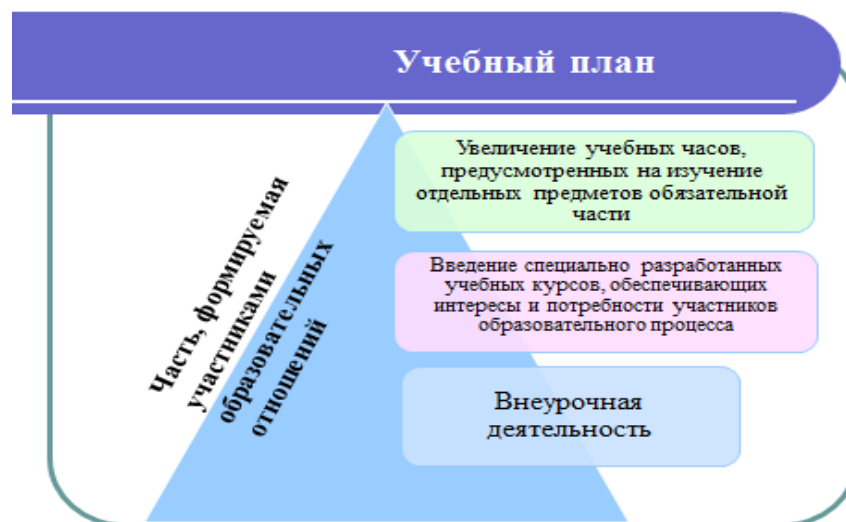 Учебный план
Увеличение учебных часов,
предусмотренных на изучение
отдельных предметов обязательной
части
Часть, формируемая
участниками
образовательных
отношений
Введение специально разработанных
учебных курсов, обеспечивающих
интересы и потребности участников
образовательного процесса
Внеурочная
деятельность